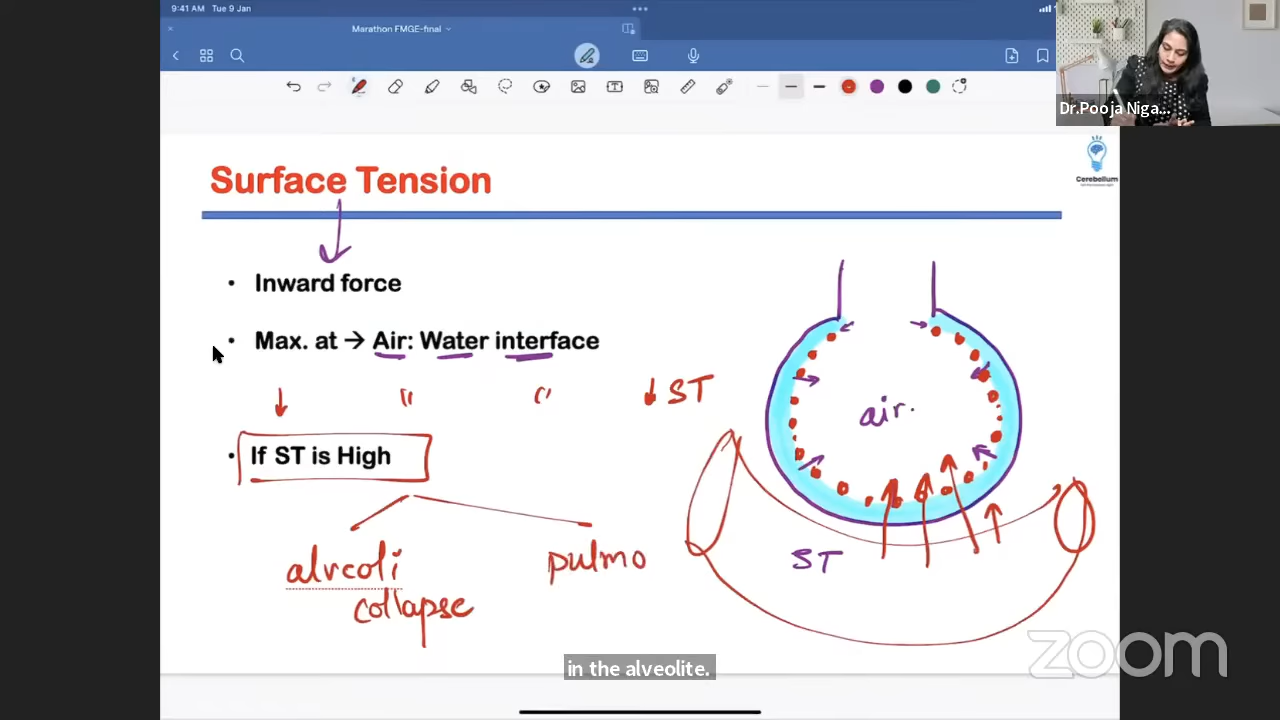 9:41 AM Tue 9 Jan
Marathon FMGE-final
Dr.Pooja Niga...
Cerebellum
Surface Tension
• Inward force
• Max. at → Air: Water interface
↓ " " ↓ ST
• If ST is High
air.
alveoli
collapse
pulmo
ST
zoom
in the alveolite.